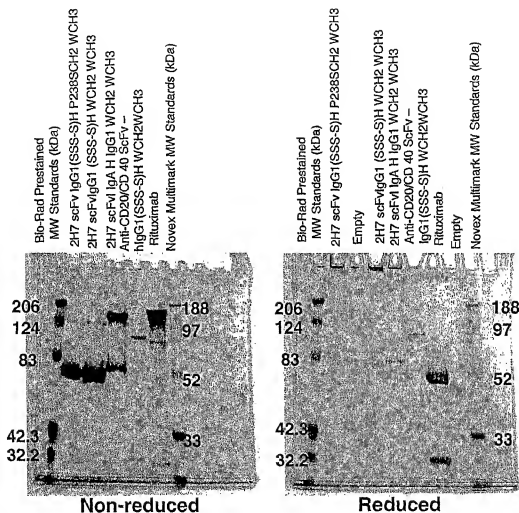 Bio-Rad Prestained
MW Standards (kDa)
2H7 scFv IgG1(SSS-S)H P238SCH2 WCH3
2H7 scFvIgG1 (SSS-S)H WCH2 WCH3
2H7 scFvI IgA H IgG1 WCH2 WCH3
Anti-CD20/CD 40 ScFv –
hIgG1(SSS-S)H WCH2WCH3
Rituximab
Novex Multimark MW Standards (kDa)
206
124
83
42.3
32.2
188
97
52
33
Non-reduced
Bio-Rad Prestained
MW Standards (kDa)
2H7 scFv IgG1(SSS-S)H P238SCH2 WCH3
Empty
2H7 scFvIgG1(SSS-S)H WCH2 WCH3
2H7 scFvI IgA H IgG1 WCH2 WCH3
Anti-CD20/CD 40 ScFv –
IgG1(SSS-S)H WCH2WCH3
Rituximab
Empty
Novex Multimark MW Standards (kDa)
206
124
83
42.3
32.2
188
97
52
33
Reduced